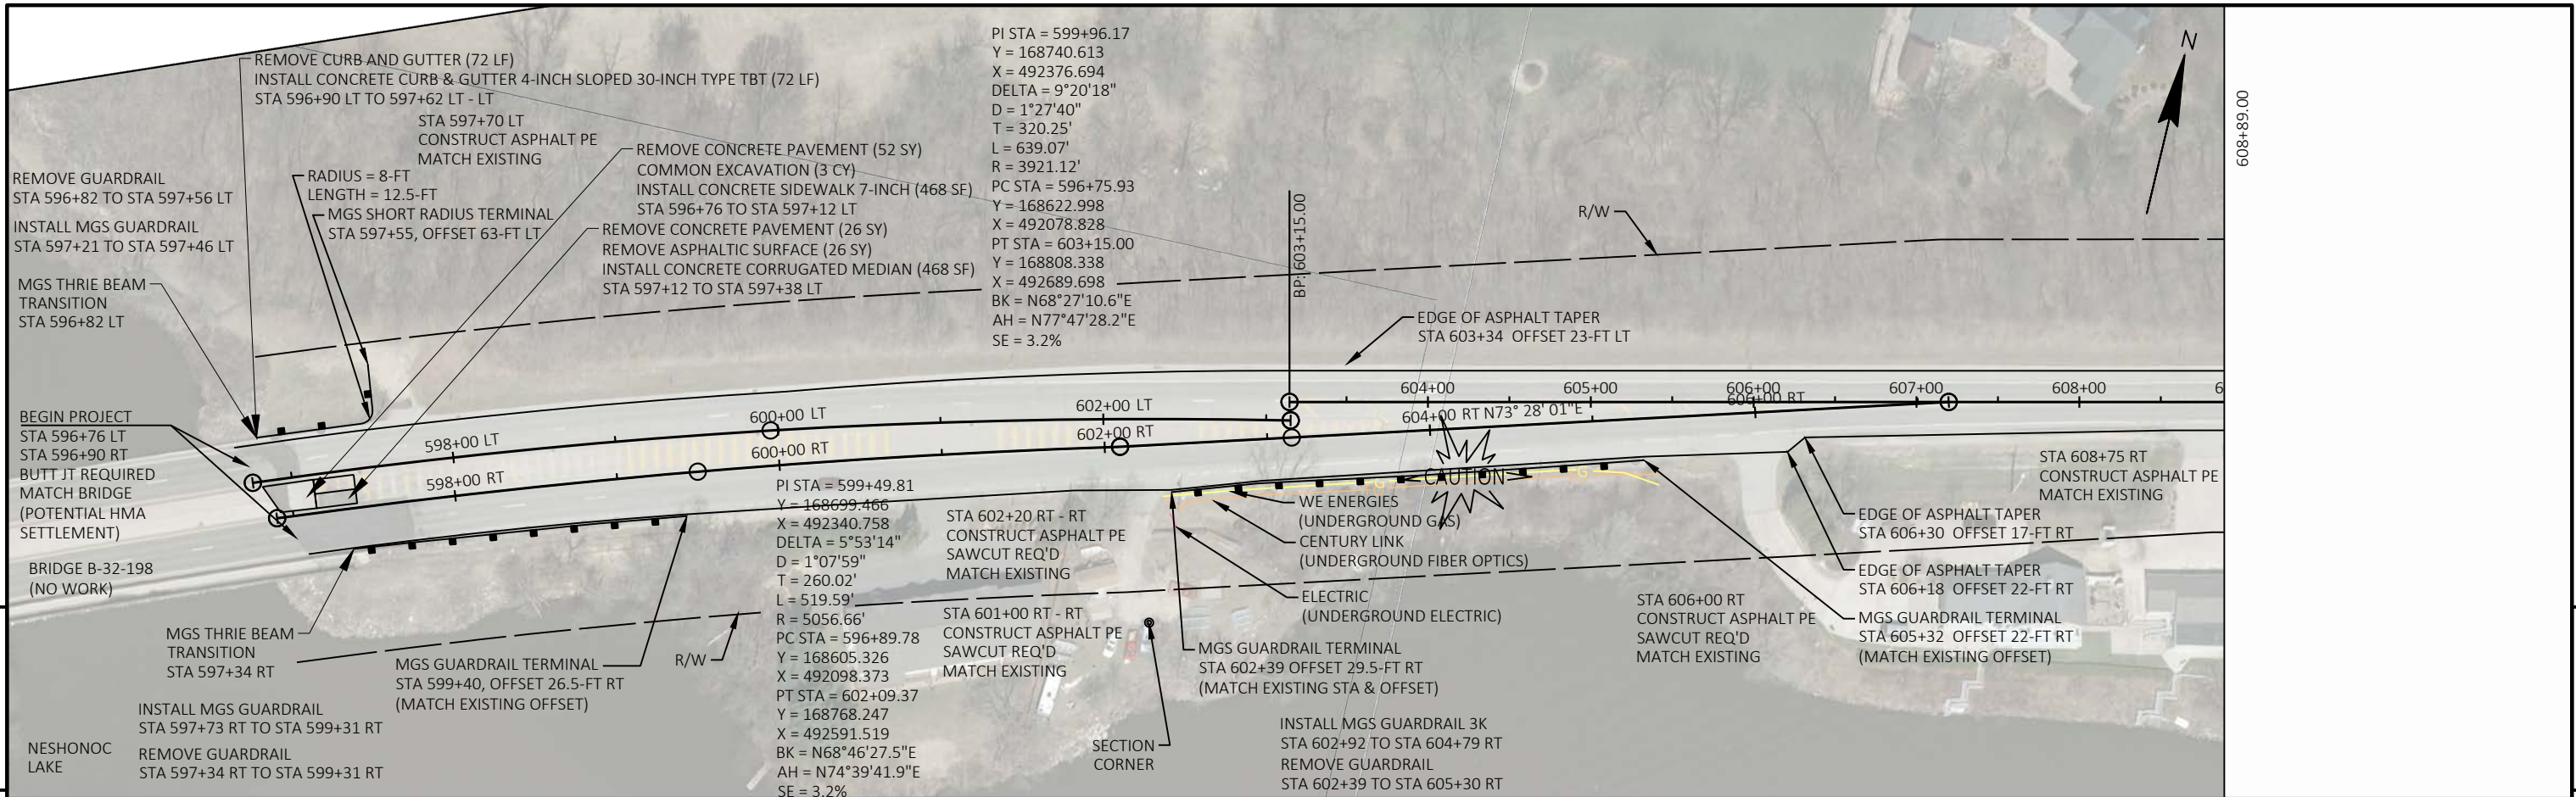 REMOVE CURB AND GUTTER (72 LF)
INSTALL CONCRETE CURB & GUTTER 4-INCH SLOPED 30-INCH TYPE TBT (72 LF)
STA 596+90 LT TO 597+62 LT - LT
STA 597+70 LT
CONSTRUCT ASPHALT PE
MATCH EXISTING
REMOVE GUARDRAIL
STA 596+82 TO STA 597+56 LT
INSTALL MGS GUARDRAIL
STA 597+21 TO STA 597+46 LT
MGS THRIE BEAM
TRANSITION
STA 596+82 LT
RADIUS = 8-FT
LENGTH = 12.5-FT
MGS SHORT RADIUS TERMINAL
STA 597+55, OFFSET 63-FT LT
REMOVE CONCRETE PAVEMENT (52 SY)
COMMON EXCAVATION (3 CY)
INSTALL CONCRETE SIDEWALK 7-INCH (468 SF)
STA 596+76 TO STA 597+12 LT
REMOVE CONCRETE PAVEMENT (26 SY)
REMOVE ASPHALTIC SURFACE (26 SY)
INSTALL CONCRETE CORRUGATED MEDIAN (468 SF)
STA 597+12 TO STA 597+38 LT
PI STA = 599+96.17
Y = 168740.613
X = 492376.694
DELTA = 9°20'18"
D = 1°27'40"
T = 320.25'
L = 639.07'
R = 3921.12'
PC STA = 596+75.93
Y = 168622.998
X = 492078.828
PT STA = 603+15.00
Y = 168808.338
X = 492689.698
BK = N68°27'10.6"E
AH = N77°47'28.2"E
SE = 3.2%
BP: 603+15.00
R/W
N
608+89.00
EDGE OF ASPHALT TAPER
STA 603+34 OFFSET 23-FT LT
604+00
605+00
606+00
607+00
608+00
6
598+00 LT
600+00 LT
602+00 LT
598+00 RT
600+00 RT
602+00 RT
604+00 RT
N73° 28' 01"E
606+00 RT
BEGIN PROJECT
STA 596+76 LT
STA 596+90 RT
BUTT JT REQUIRED
MATCH BRIDGE
(POTENTIAL HMA
SETTLEMENT)
BRIDGE B-32-198
(NO WORK)
MGS THRIE BEAM
TRANSITION
STA 597+34 RT
INSTALL MGS GUARDRAIL
STA 597+73 RT TO STA 599+31 RT
REMOVE GUARDRAIL
STA 597+34 RT TO STA 599+31 RT
NESHONOC
LAKE
MGS GUARDRAIL TERMINAL
STA 599+40, OFFSET 26.5-FT RT
(MATCH EXISTING OFFSET)
R/W
PI STA = 599+49.81
Y = 168699.466
X = 492340.758
DELTA = 5°53'14"
D = 1°07'59"
T = 260.02'
L = 519.59'
R = 5056.66'
PC STA = 596+89.78
Y = 168605.326
X = 492098.373
PT STA = 602+09.37
Y = 168768.247
X = 492591.519
BK = N68°46'27.5"E
AH = N74°39'41.9"E
SE = 3.2%
STA 602+20 RT - RT
CONSTRUCT ASPHALT PE
SAWCUT REQ'D
MATCH EXISTING
STA 601+00 RT - RT
CONSTRUCT ASPHALT PE
SAWCUT REQ'D
MATCH EXISTING
SECTION
CORNER
CAUTION
G
G
WE ENERGIES
(UNDERGROUND GAS)
CENTURY LINK
(UNDERGROUND FIBER OPTICS)
ELECTRIC
(UNDERGROUND ELECTRIC)
MGS GUARDRAIL TERMINAL
STA 602+39 OFFSET 29.5-FT RT
(MATCH EXISTING STA & OFFSET)
INSTALL MGS GUARDRAIL 3K
STA 602+92 TO STA 604+79 RT
REMOVE GUARDRAIL
STA 602+39 TO STA 605+30 RT
STA 606+00 RT
CONSTRUCT ASPHALT PE
SAWCUT REQ'D
MATCH EXISTING
STA 608+75 RT
CONSTRUCT ASPHALT PE
MATCH EXISTING
EDGE OF ASPHALT TAPER
STA 606+30 OFFSET 17-FT RT
EDGE OF ASPHALT TAPER
STA 606+18 OFFSET 22-FT RT
MGS GUARDRAIL TERMINAL
STA 605+32 OFFSET 22-FT RT
(MATCH EXISTING OFFSET)